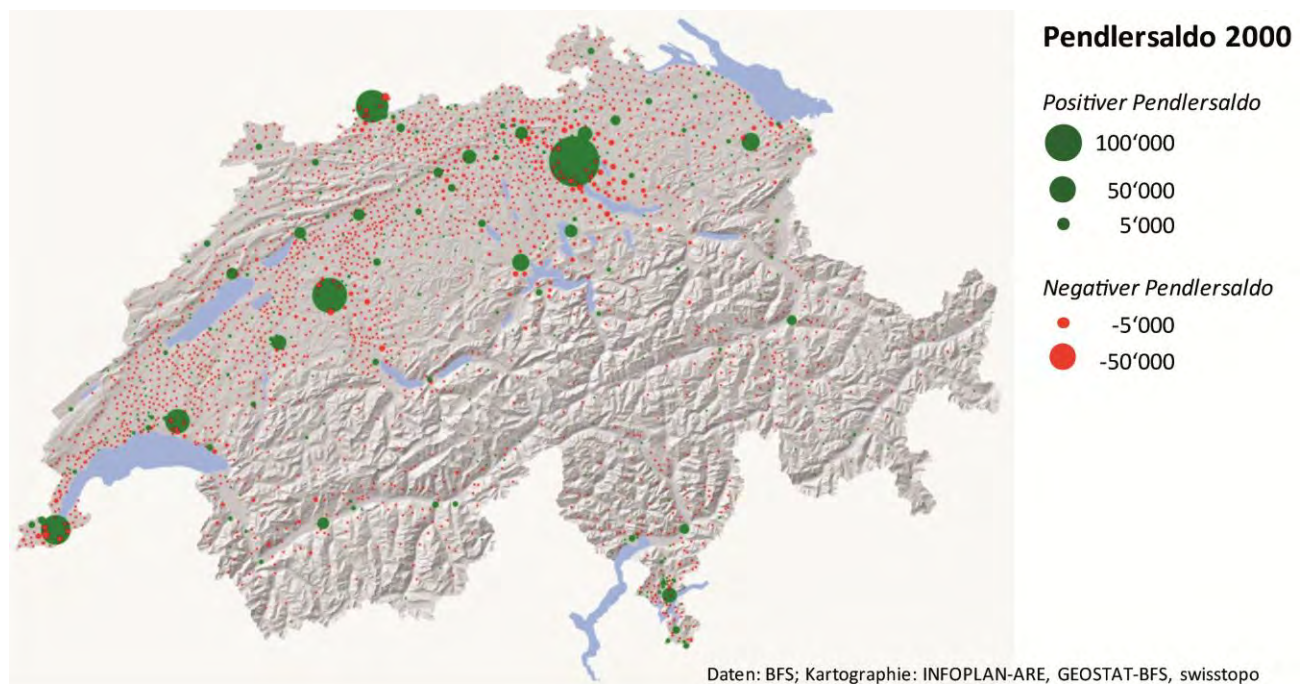 Pendlersaldo 2000
Positiver Pendlersaldo
100‘000
50‘000
5‘000
Negativer Pendlersaldo
-5‘000
-50‘000
Daten: BFS; Kartographie: INFOPLAN-ARE, GEOSTAT-BFS, swisstopo